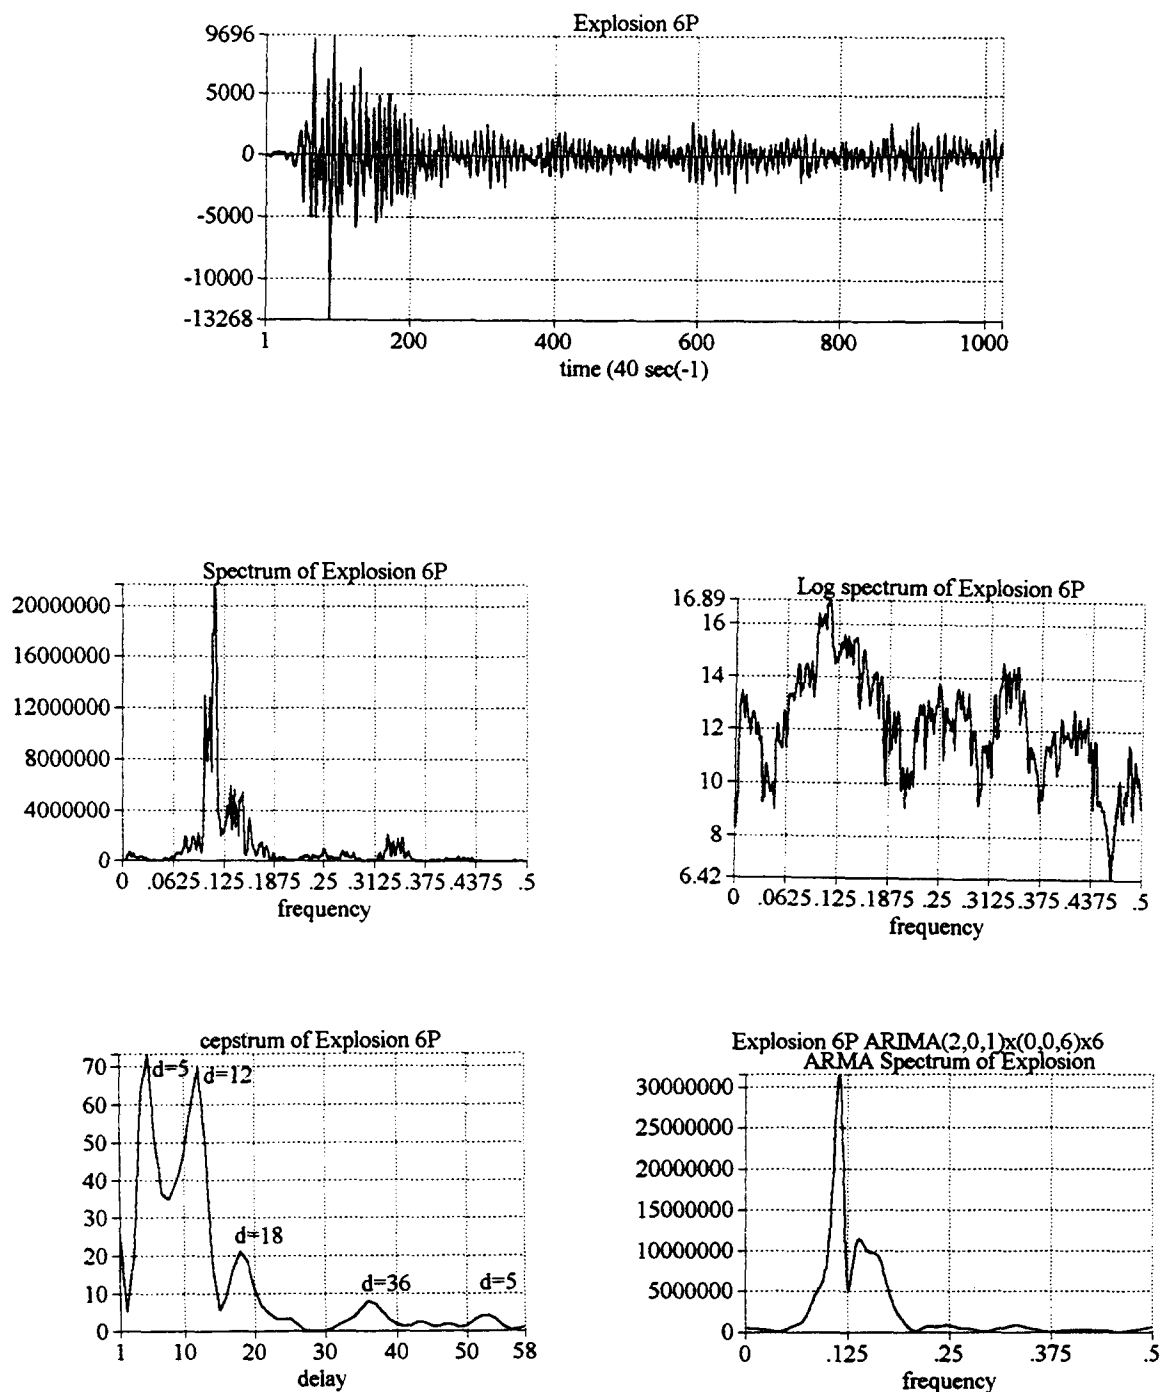 Explosion 6P
9696
5000
0
-5000
-10000
-13268
1 200 400 600 800 1000
time (40 sec(-1)
Spectrum of Explosion 6P
20000000
16000000
12000000
8000000
4000000
0
0 .0625 .125 .1875 .25 .3125 .375 .4375 .5
frequency
Log spectrum of Explosion 6P
16.89
16
14
12
10
8
6.42
0 .0625 .125 .1875 .25 .3125 .375 .4375 .5
frequency
cepstrum of Explosion 6P
70
60
50
40
30
20
10
0
d=5
d=12
d=18
d=36
d=5
1 10 20 30 40 50 58
delay
Explosion 6P ARIMA(2,0,1)x(0,0,6)x6
ARMA Spectrum of Explosion
30000000
25000000
20000000
15000000
10000000
5000000
0
0 .125 .25 .375 .5
frequency